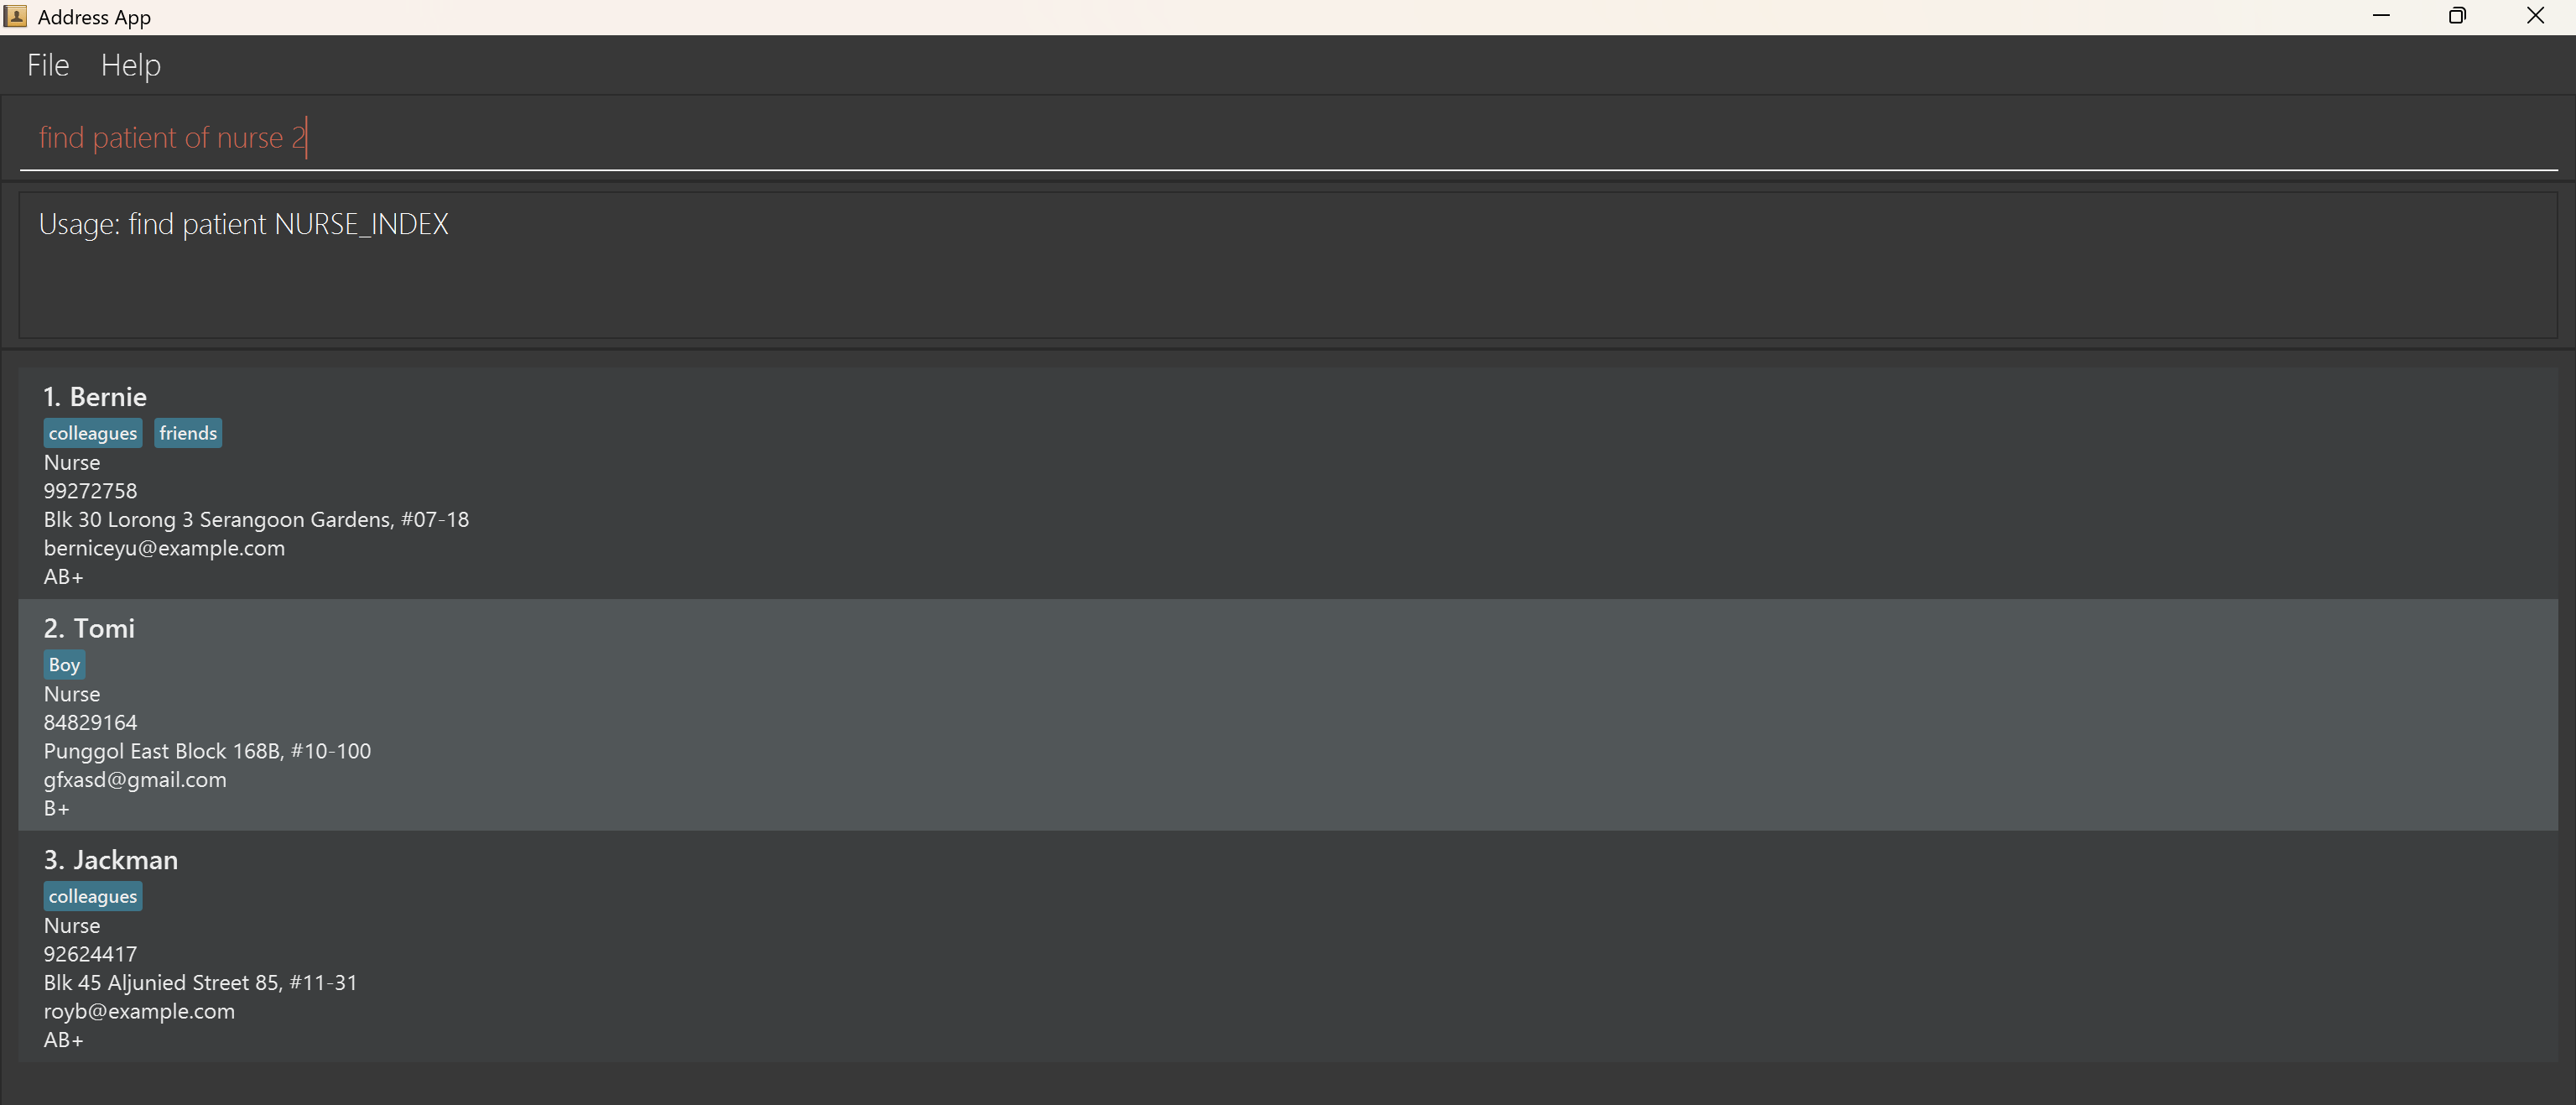 Address App
File Help
find patient of nurse 2
Usage: find patient NURSE_INDEX
1. Bernie
colleagues friends
Nurse
99272758
Blk 30 Lorong 3 Serangoon Gardens, #07-18
berniceyu@example.com
AB+
2. Tomi
Boy
Nurse
84829164
Punggol East Block 168B, #10-100
gfxasd@gmail.com
B+
3. Jackman
colleagues
Nurse
92624417
Blk 45 Aljunied Street 85, #11-31
royb@example.com
AB+